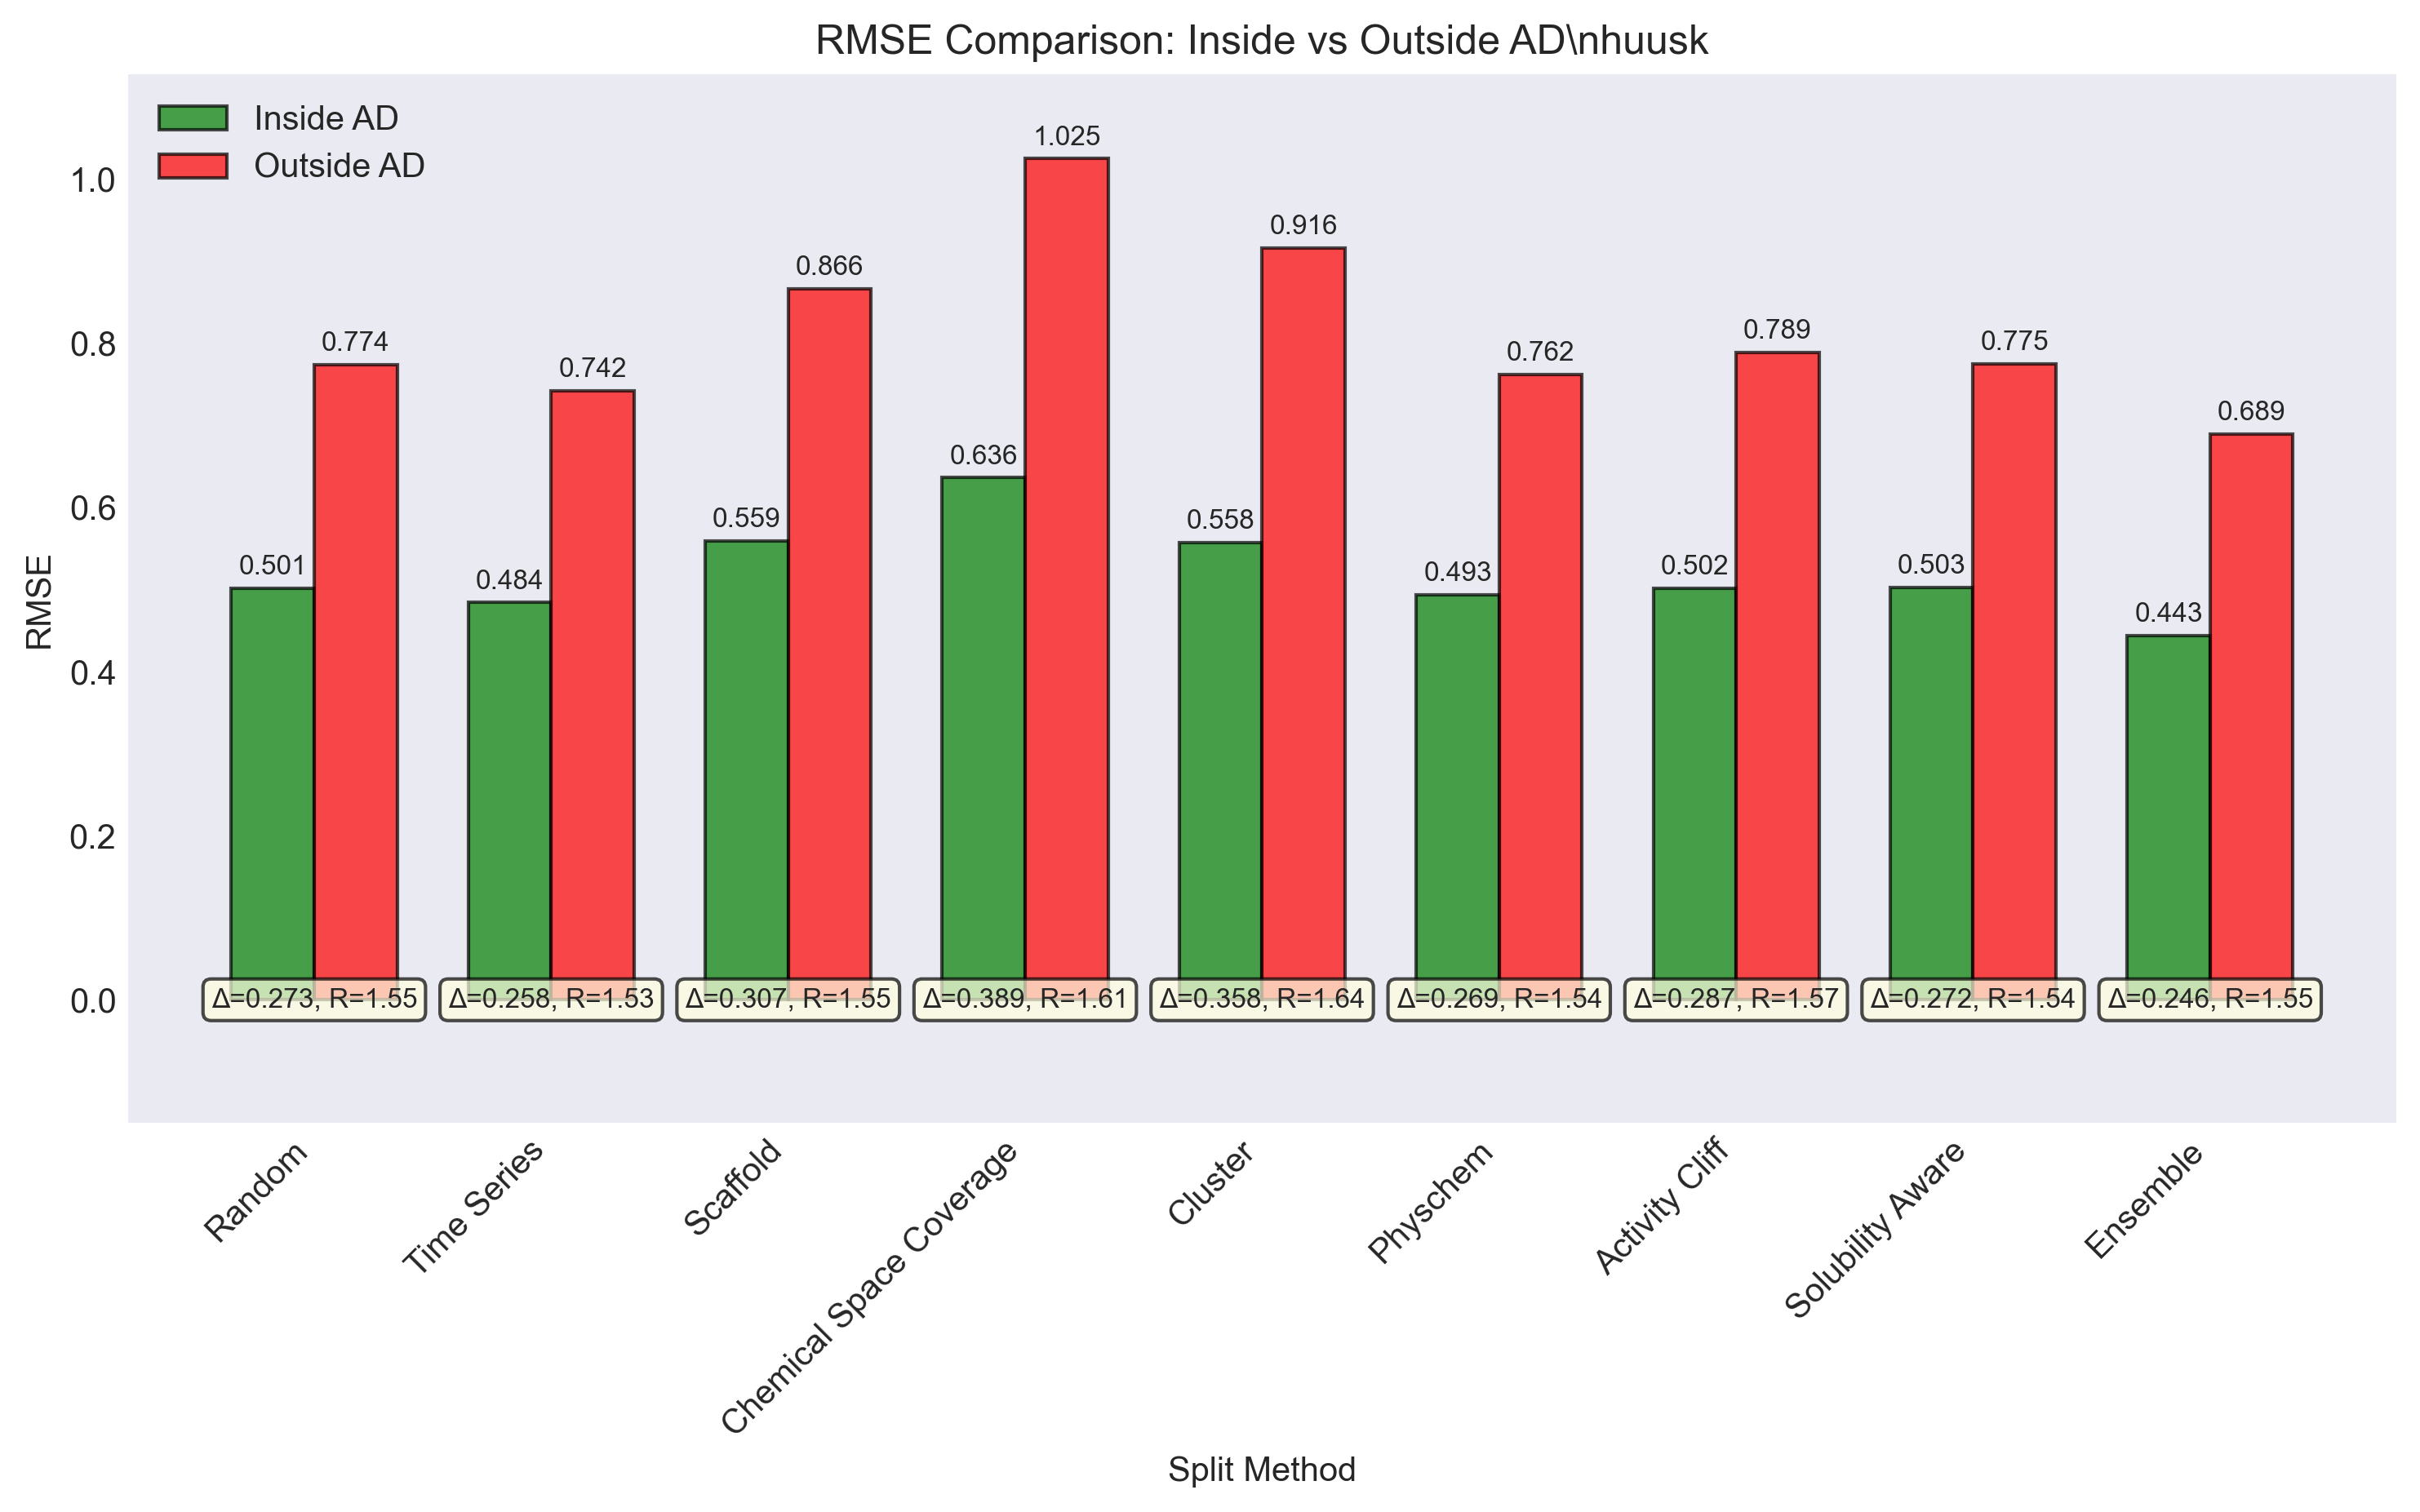 RMSE Comparison: Inside vs Outside AD\nhuusk
Inside AD
Outside AD
RMSE
1.0
0.8
0.6
0.4
0.2
0.0
0.501
0.774
0.484
0.742
0.559
0.866
0.636
1.025
0.558
0.916
0.493
0.762
0.502
0.789
0.503
0.775
0.443
0.689
Δ=0.273, R=1.55
Δ=0.258, R=1.53
Δ=0.307, R=1.55
Δ=0.389, R=1.61
Δ=0.358, R=1.64
Δ=0.269, R=1.54
Δ=0.287, R=1.57
Δ=0.272, R=1.54
Δ=0.246, R=1.55
Random
Time Series
Scaffold
Chemical Space Coverage
Cluster
Physchem
Activity Cliff
Solubility Aware
Ensemble
Split Method